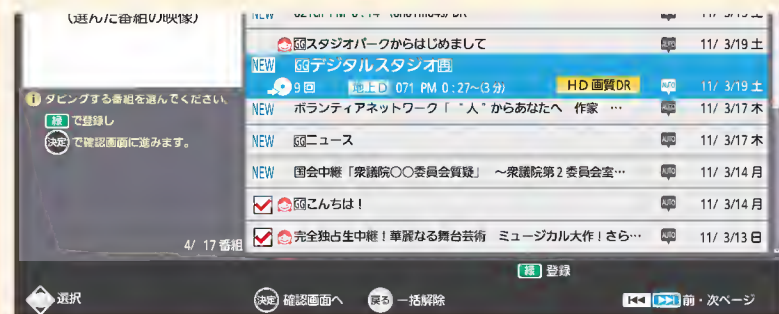 (選んだ番組の映像)
スタジオパークからはじめまして 11/ 3/19 土
NEW デジタルスタジオ
9回 地上D 071 PM 0:27~(3分) HD 画質DR AUTO 11/ 3/19 土
タビングする番組を選んでください。
緑 で登録し
決定 で確認画面に進みます。
NEW ボランティアネットワーク「゛人゛からあなたへ 作家 … AUTO 11/ 3/17 木
NEW ニュース AUTO 11/ 3/17 木
NEW 国会中継「衆議院○○委員会質疑」 ~衆議院第2委員会室… AUTO 11/ 3/14 月
こんちは! AUTO 11/ 3/14 月
完全独占生中継!華麗なる舞台芸術 ミュージカル大作!さら… AUTO 11/ 3/13 日
4/ 17 番組
緑 登録
選択 決定 確認画面へ 戻る 一括解除 前・次ページ